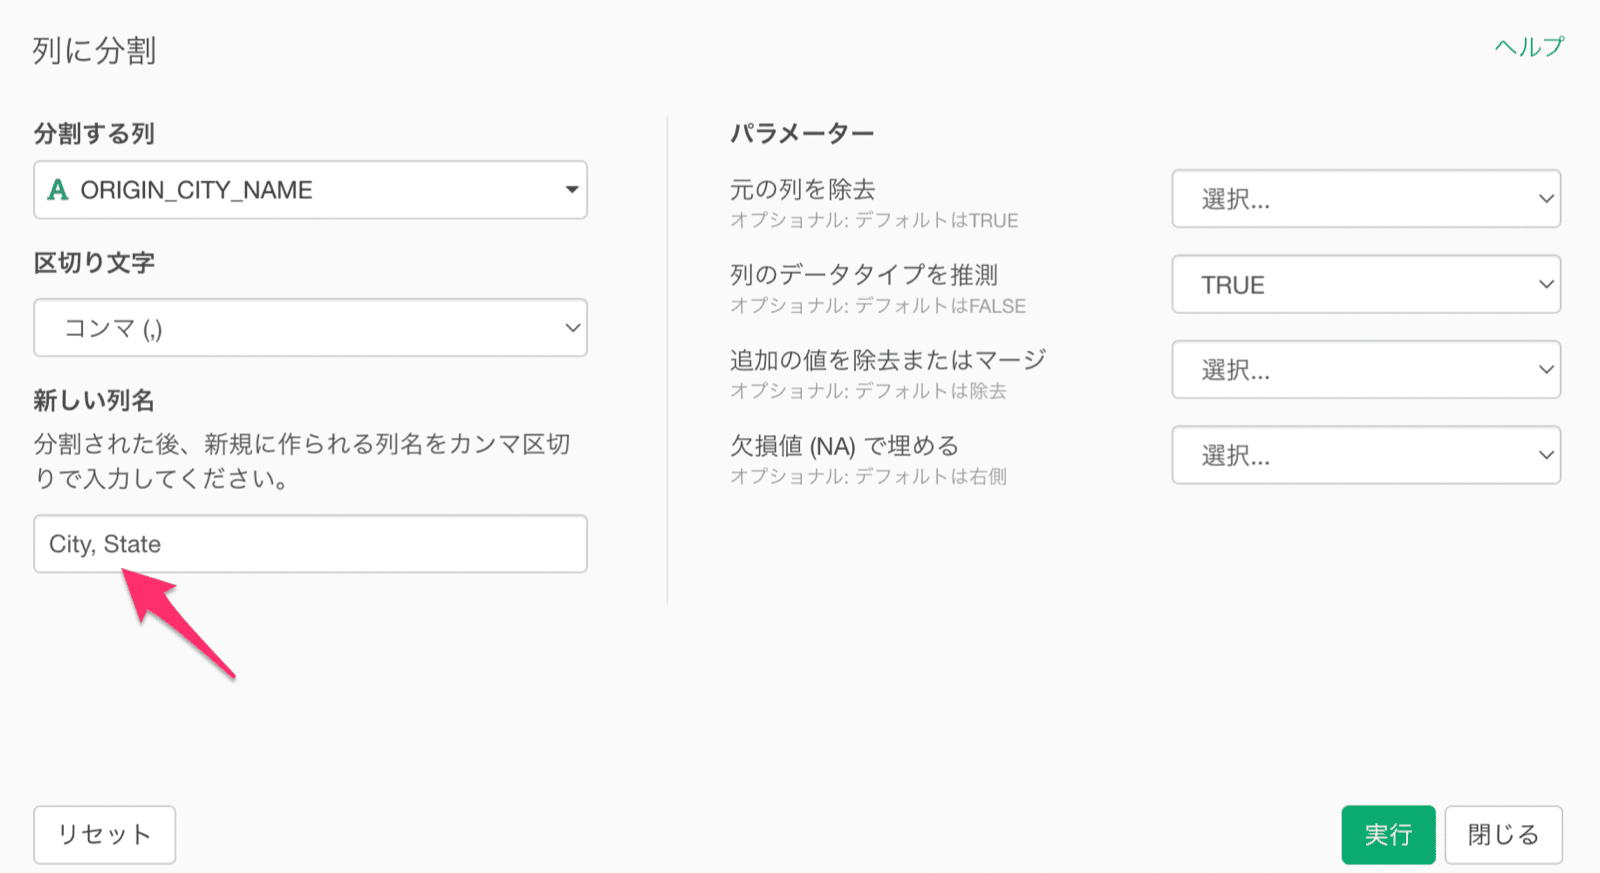 列に分割
ヘルプ
分割する列
A ORIGIN_CITY_NAME
区切り文字
コンマ (,)
新しい列名
分割された後、新規に作られる列名をカンマ区切
りで入力してください。
City, State
パラメーター
元の列を除去
オプショナル: デフォルトはTRUE
選択...
列のデータタイプを推測
オプショナル: デフォルトはFALSE
TRUE
追加の値を除去またはマージ
オプショナル: デフォルトは除去
選択...
欠損値 (NA) で埋める
オプショナル: デフォルトは右側
選択...
リセット
実行
閉じる